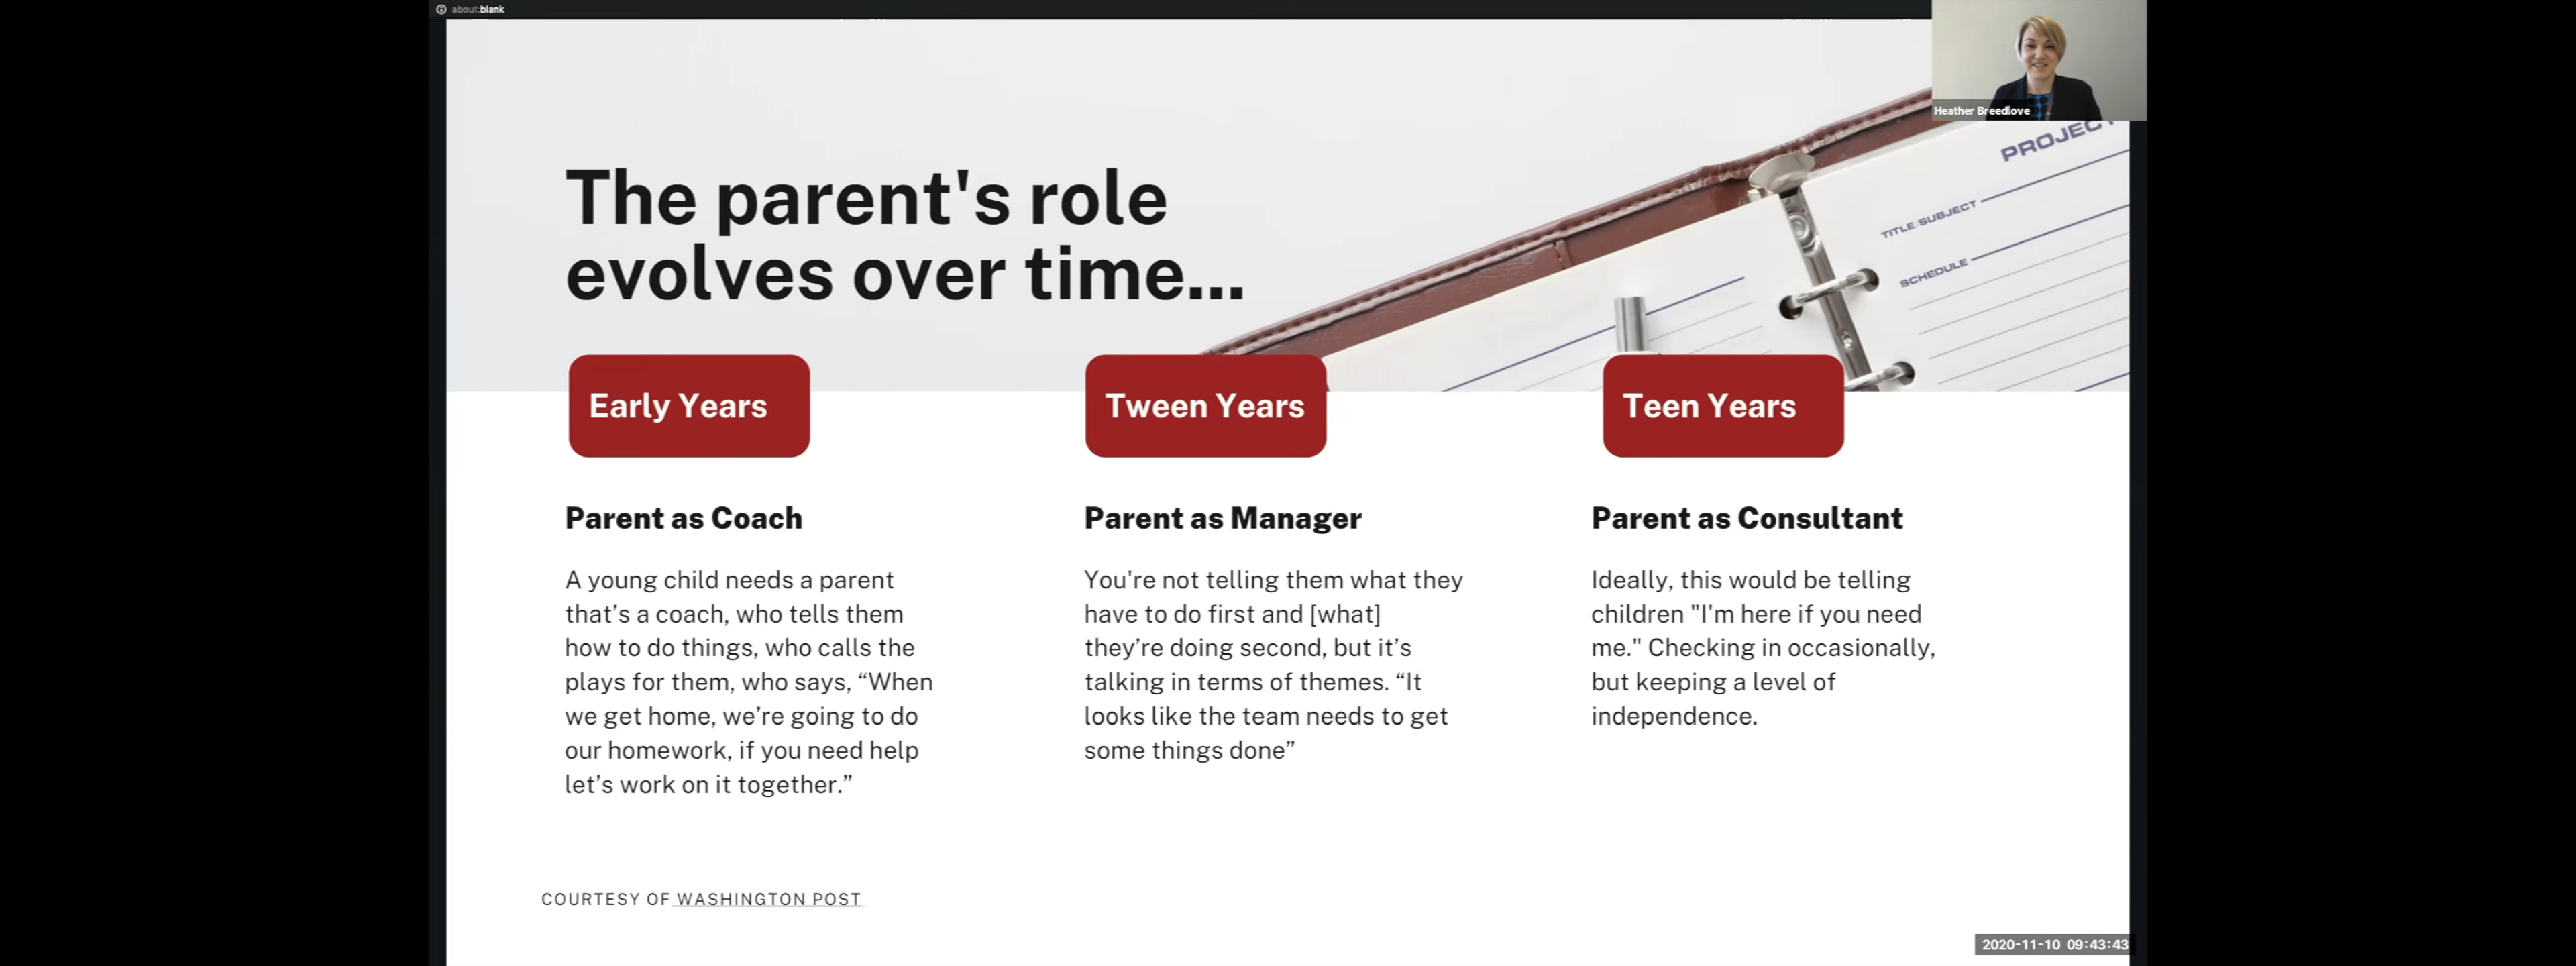 about:blank
Heather Breedlove
PROJECT
TITLE/SUBJECT
SCHEDULE
The parent's role
evolves over time...
Early Years
Parent as Coach
A young child needs a parent
that’s a coach, who tells them
how to do things, who calls the
plays for them, who says, “When
we get home, we’re going to do
our homework, if you need help
let’s work on it together.”
Tween Years
Parent as Manager
You're not telling them what they
have to do first and [what]
they’re doing second, but it’s
talking in terms of themes. “It
looks like the team needs to get
some things done”
Teen Years
Parent as Consultant
Ideally, this would be telling
children "I'm here if you need
me." Checking in occasionally,
but keeping a level of
independence.
COURTESY OF WASHINGTON POST
2020-11-10 09:43:43